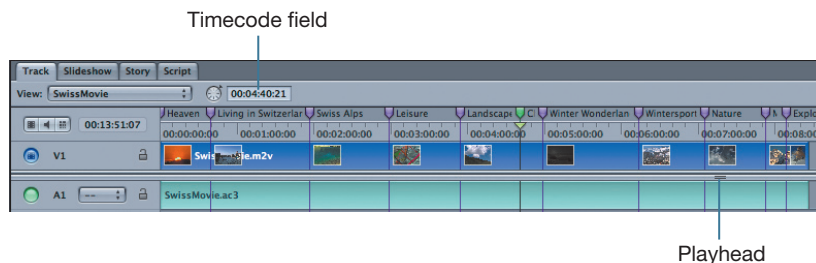 Timecode field
Track Slideshow Story Script
View: SwissMovie 00:04:40:21
Heaven Living in Switzerlar Swiss Alps Leisure Landscape C Winter Wonderlan Wintersport Nature Explo
00:13:51:07 00:00:00:00 00:01:00:00 00:02:00:00 00:03:00:00 00:04:00:00 00:05:00:00 00:06:00:00 00:07:00:00 00:08:00
V1
A1 -- SwissMovie.ac3
Playhead